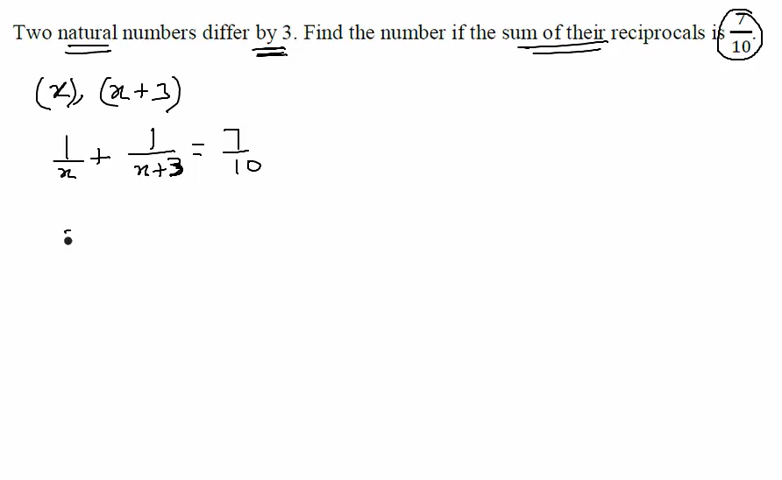 Two natural numbers differ by 3. Find the number if the sum of their reciprocals is 7/10.
(x), (x+3)
1/x + 1/(x+3) = 7/10